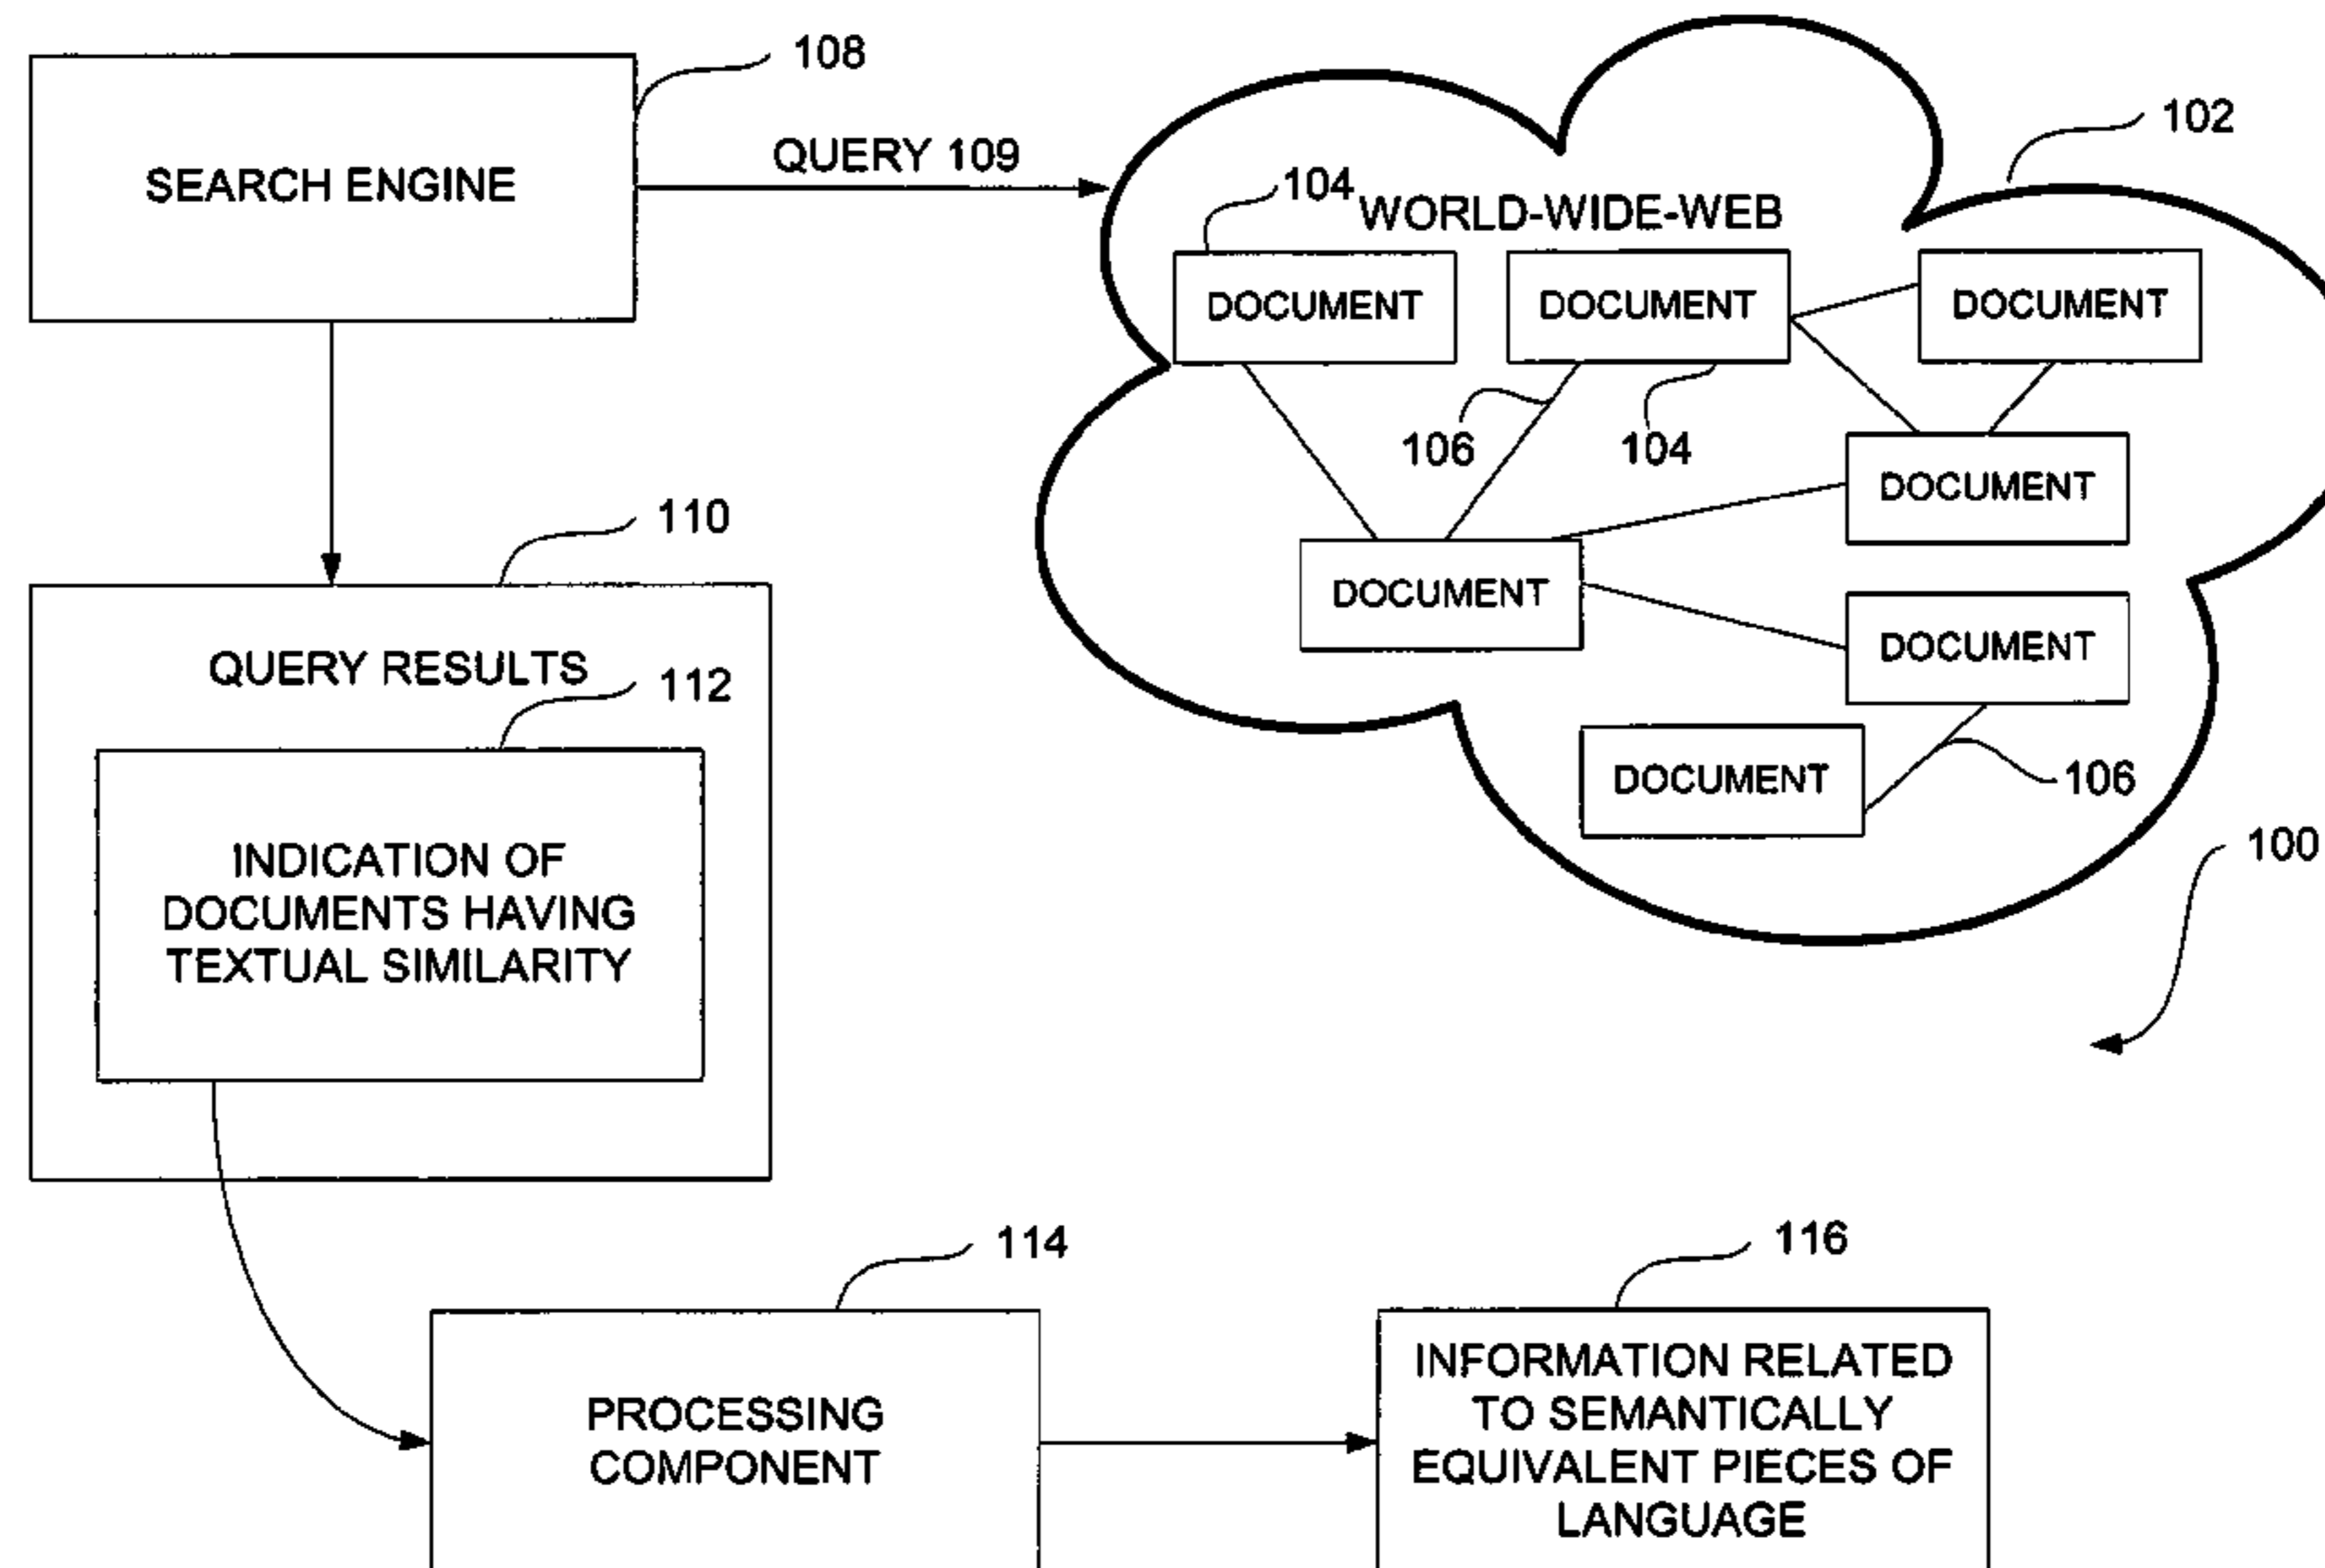 108
SEARCH ENGINE
QUERY 109
102
104
WORLD-WIDE-WEB
DOCUMENT
DOCUMENT
DOCUMENT
106
104
DOCUMENT
DOCUMENT
DOCUMENT
DOCUMENT
106
100
110
QUERY RESULTS
112
INDICATION OF
DOCUMENTS HAVING
TEXTUAL SIMILARITY
114
PROCESSING
COMPONENT
116
INFORMATION RELATED
TO SEMANTICALLY
EQUIVALENT PIECES OF
LANGUAGE